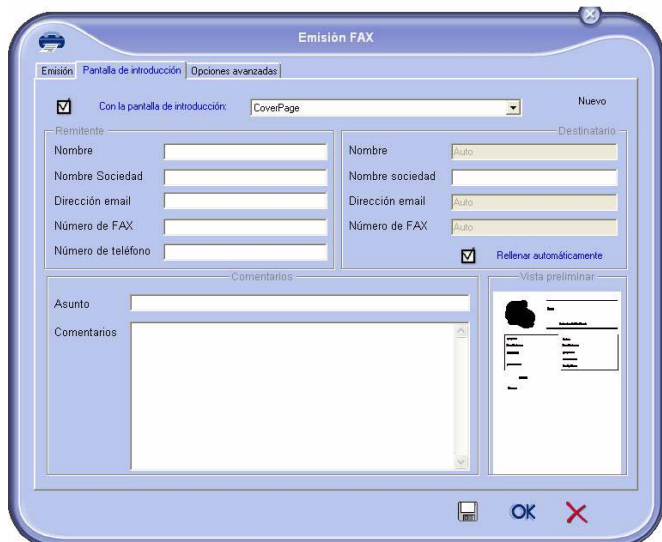 Emisión FAX
Emisión Pantalla de introducción Opciones avanzadas
Con la pantalla de introducción: CoverPage Nuevo
Remitente
Nombre
Nombre Sociedad
Dirección email
Número de FAX
Número de teléfono
Destinatario
Nombre Auto
Nombre sociedad
Dirección email Auto
Número de FAX Auto
Rellenar automáticamente
Comentarios
Asunto
Comentarios
Vista preliminar
OK